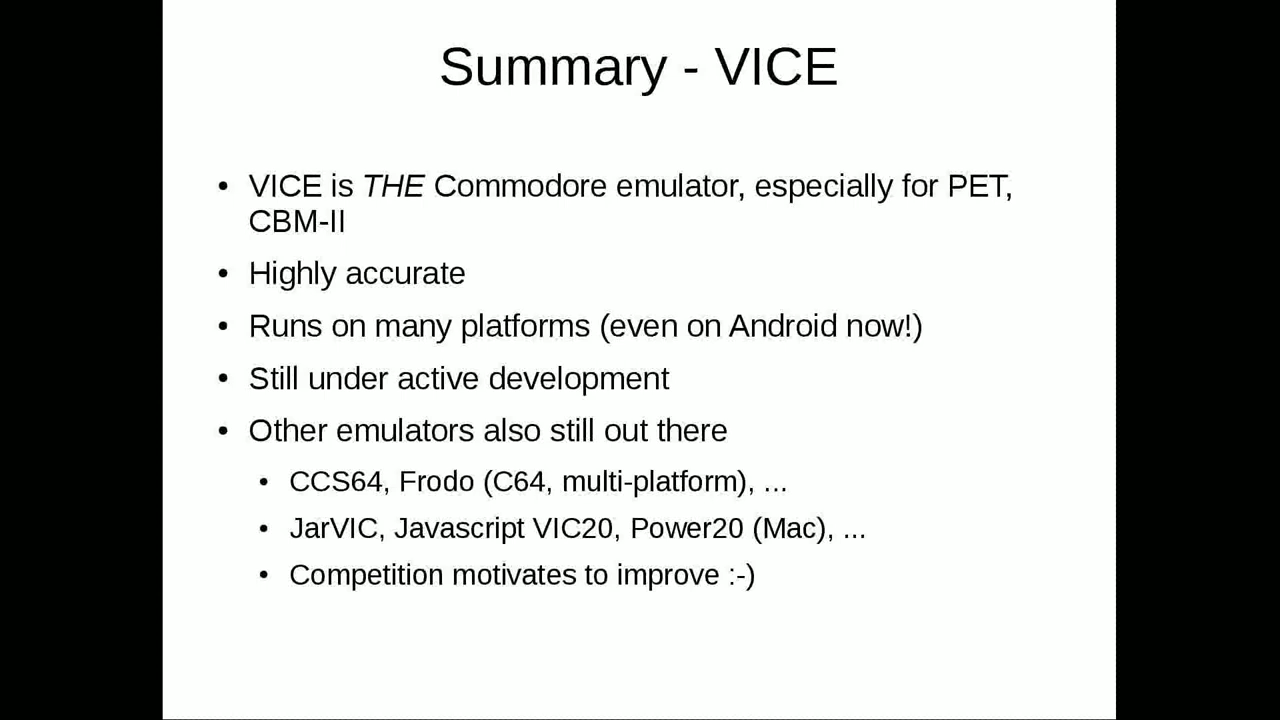 Summary - VICE
• VICE is THE Commodore emulator, especially for PET,
CBM-II
• Highly accurate
• Runs on many platforms (even on Android now!)
• Still under active development
• Other emulators also still out there
• CCS64, Frodo (C64, multi-platform), ...
• JarVIC, Javascript VIC20, Power20 (Mac), ...
• Competition motivates to improve :-)